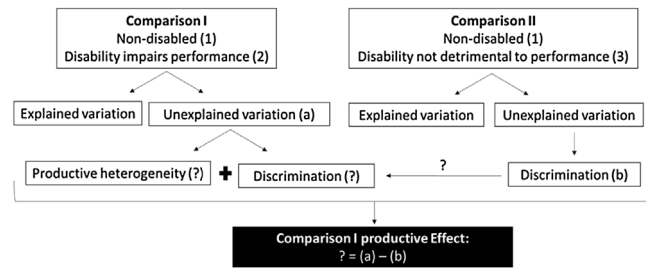 Comparison I
Non-disabled (1)
Disability impairs performance (2)
Comparison II
Non-disabled (1)
Disability not detrimental to performance (3)
Explained variation
Unexplained variation (a)
Explained variation
Unexplained variation
Productive heterogeneity (?)
+
Discrimination (?)
?
Discrimination (b)
Comparison I productive Effect:
? = (a) – (b)